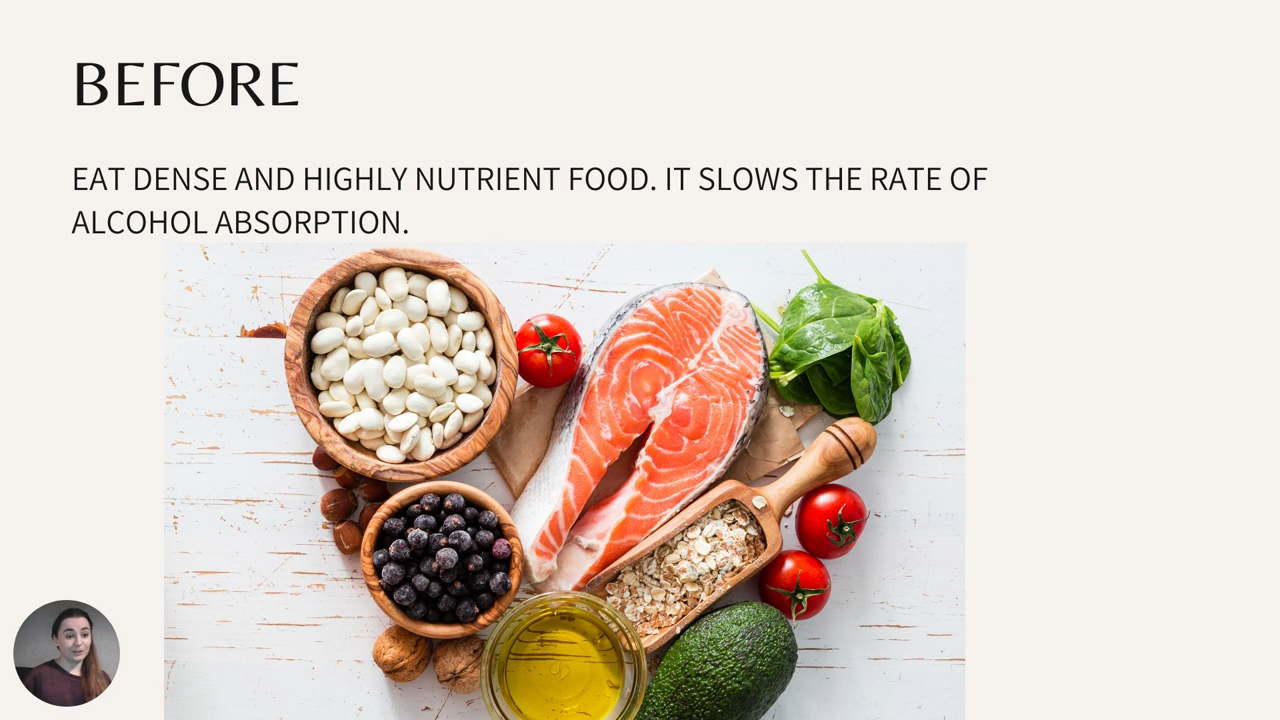 BEFORE
EAT DENSE AND HIGHLY NUTRIENT FOOD. IT SLOWS THE RATE OF
ALCOHOL ABSORPTION.